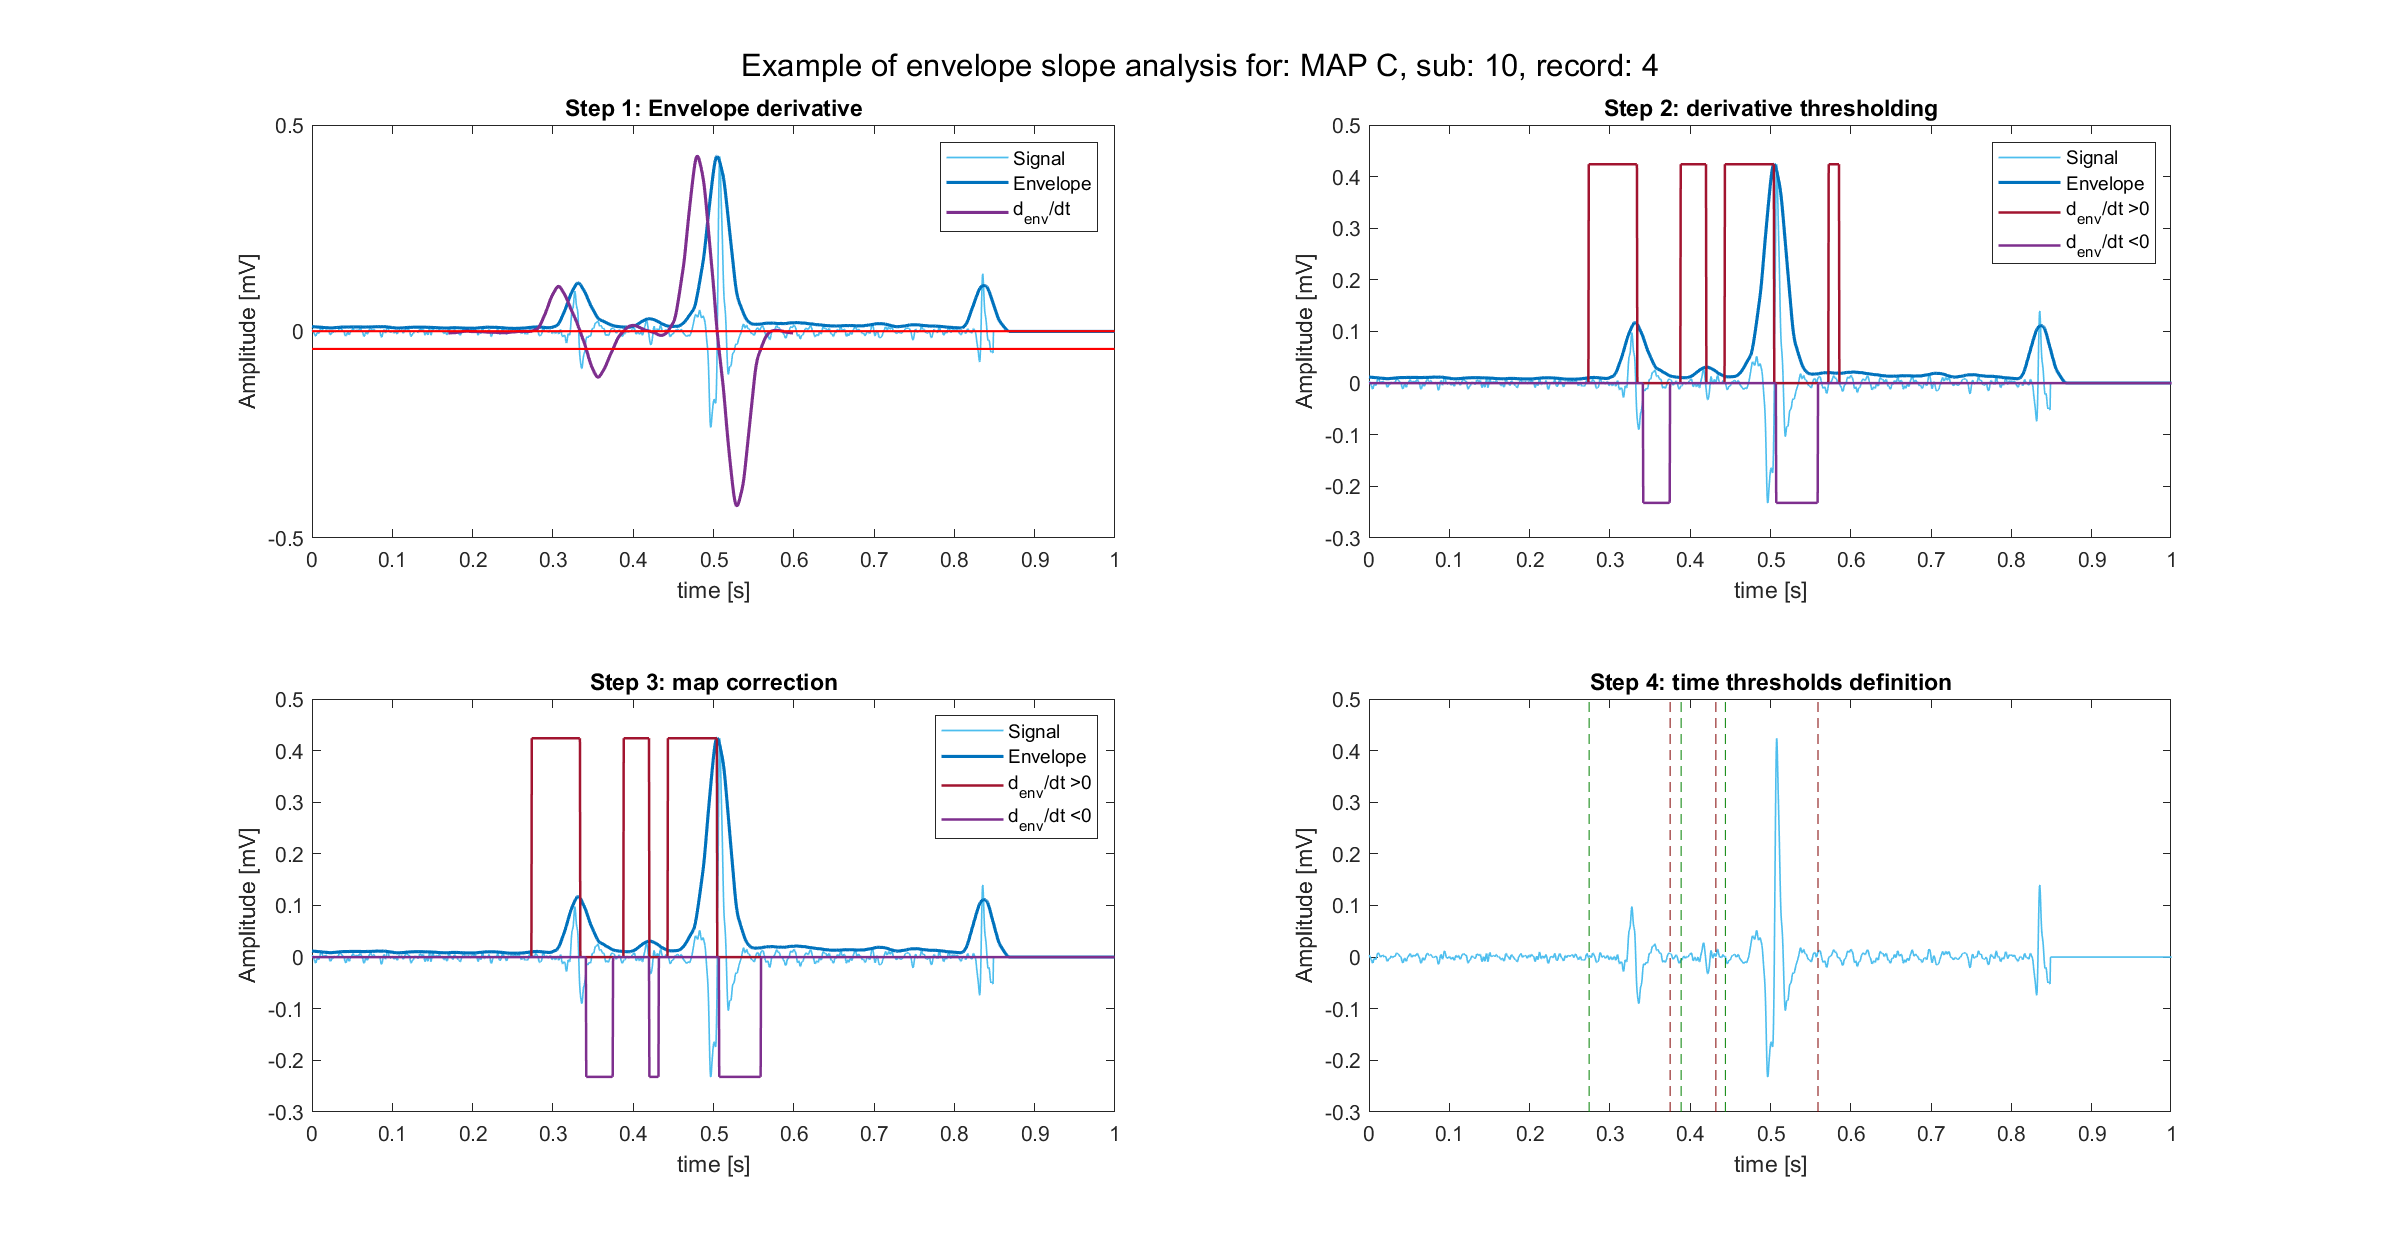 Example of envelope slope analysis for: MAP C, sub: 10, record: 4
Step 1: Envelope derivative
0.5
0
-0.5
Amplitude [mV]
0 0.1 0.2 0.3 0.4 0.5 0.6 0.7 0.8 0.9 1
time [s]
Signal
Envelope
d_env/dt
Step 2: derivative thresholding
0.5
0.4
0.3
0.2
0.1
0
-0.1
-0.2
-0.3
Amplitude [mV]
0 0.1 0.2 0.3 0.4 0.5 0.6 0.7 0.8 0.9 1
time [s]
Signal
Envelope
d_env/dt >0
d_env/dt <0
Step 3: map correction
0.5
0.4
0.3
0.2
0.1
0
-0.1
-0.2
-0.3
Amplitude [mV]
0 0.1 0.2 0.3 0.4 0.5 0.6 0.7 0.8 0.9 1
time [s]
Signal
Envelope
d_env/dt >0
d_env/dt <0
Step 4: time thresholds definition
0.5
0.4
0.3
0.2
0.1
0
-0.1
-0.2
-0.3
Amplitude [mV]
0 0.1 0.2 0.3 0.4 0.5 0.6 0.7 0.8 0.9 1
time [s]